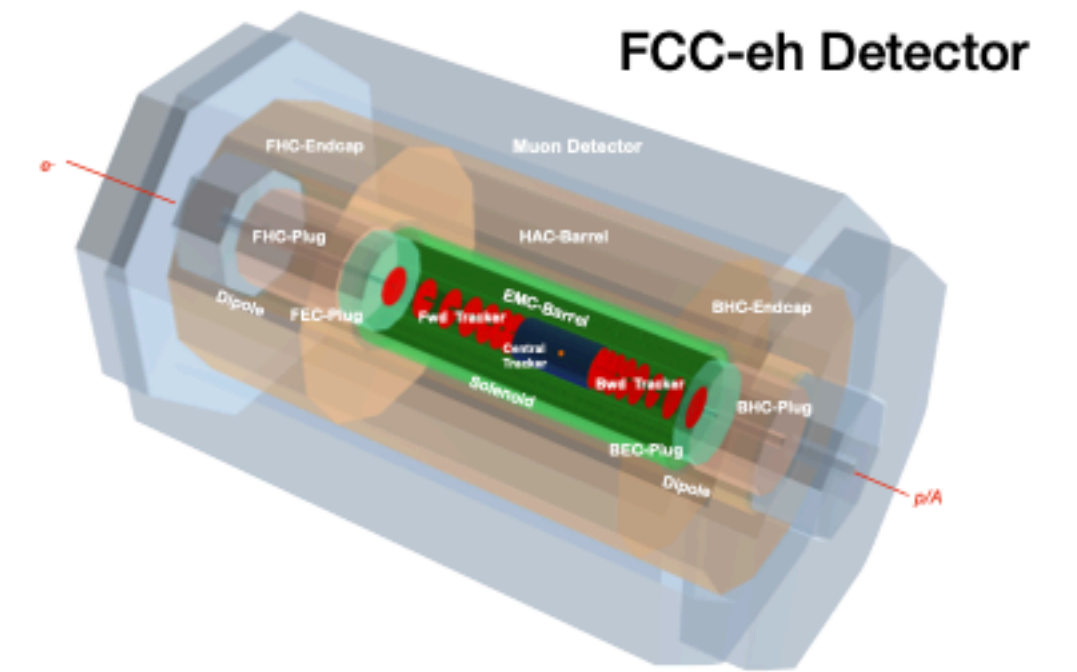 FCC-eh Detector
FHC-Endcap
Muon Detector
e-
FHC-Plug
HAC-Barrel
Dipole
FEC-Plug
EMC-Barrel
Fwd Tracker
BHC-Endcap
Central
Tracker
Bwd Tracker
Solenoid
BHC-Plug
BEC-Plug
Dipole
p/A